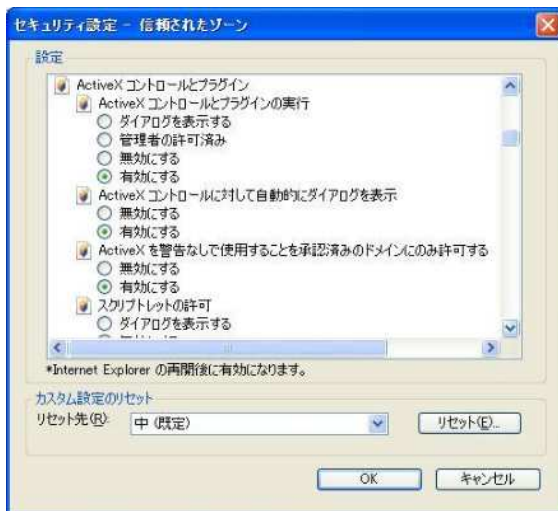 セキュリティ設定 - 信頼されたゾーン
設定
ActiveX コントロールとプラグイン
ActiveX コントロールとプラグインの実行
ダイアログを表示する
管理者の許可済み
無効にする
有効にする
ActiveX コントロールに対して自動的にダイアログを表示
無効にする
有効にする
ActiveX を警告なしで使用することを承認済みのドメインにのみ許可する
無効にする
有効にする
スクリプトレットの許可
ダイアログを表示する
*Internet Explorer の再開後に有効になります。
カスタム設定のリセット
リセット先(R): 中 (既定) リセット(E)...
OK キャンセル